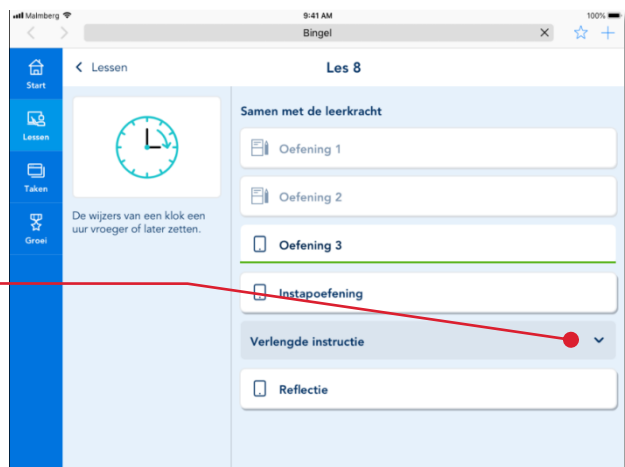 Malmberg
9:41 AM
100%
Bingel
Start
Lessen
Taken
Groei
Lessen
Les 8
De wijzers van een klok een
uur vroeger of later zetten.
Samen met de leerkracht
Oefening 1
Oefening 2
Oefening 3
Instapoefening
Verlengde instructie
Reflectie